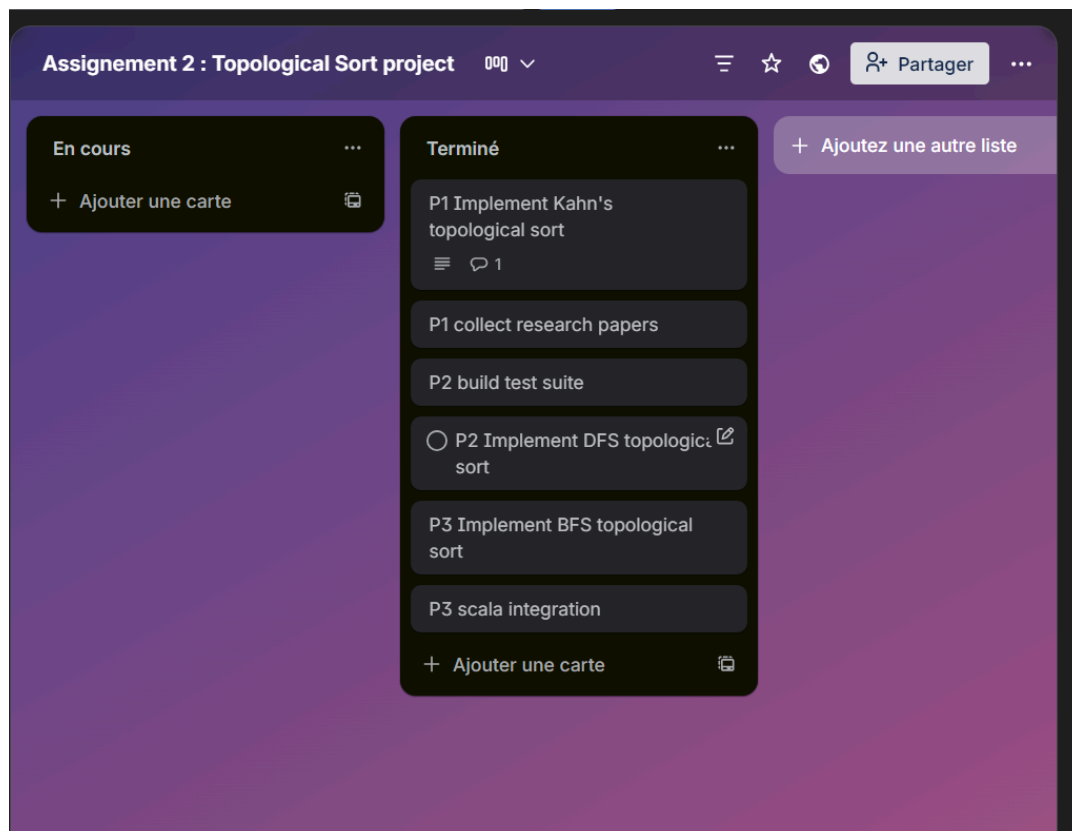 Assignement 2 : Topological Sort project
Partager
En cours
Ajouter une carte
Terminé
P1 Implement Kahn's
topological sort
1
P1 collect research papers
P2 build test suite
P2 Implement DFS topologica
sort
P3 Implement BFS topological
sort
P3 scala integration
Ajouter une carte
Ajoutez une autre liste